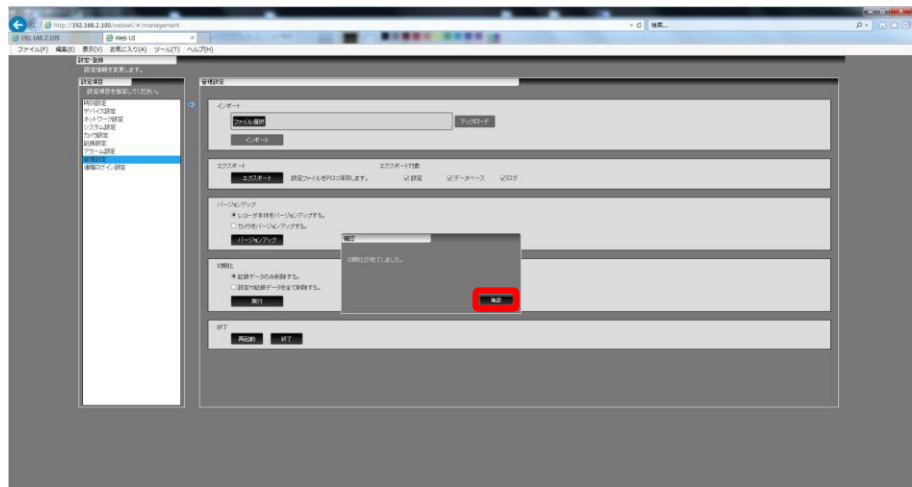 http://192.168.2.100/webset/#/management
検索...
192.168.2.100
Web UI
ファイル(F) 編集(E) 表示(V) お気に入り(A) ツール(T) ヘルプ(H)
設定・登録
設定情報を変更します。
設定項目
設定項目を指定してください。
時刻設定
デバイス設定
ネットワーク設定
システム設定
カメラ設定
記録設定
アラーム設定
管理設定
遠隔ログイン設定
管理設定
インポート
ファイル選択
アップロード
インポート
エクスポート
エクスポート対象
エクスポート
設定ファイルをPCに保存します。
設定
データベース
ログ
バージョンアップ
レコーダ本体をバージョンアップする。
カメラをバージョンアップする。
バージョンアップ
初期化
記録データのみ削除する。
設定や記録データを全て削除する。
実行
確認
初期化が完了しました。
確認
終了
再起動
終了